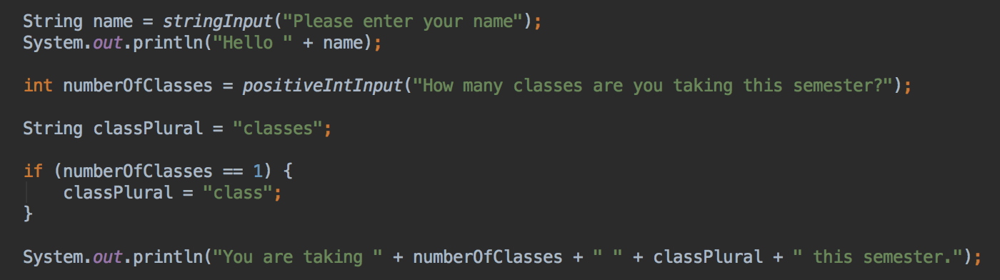 String name = stringInput("Please enter your name");
System.out.println("Hello " + name);
int numberOfClasses = positiveIntInput("How many classes are you taking this semester?");
String classPlural = "classes";
if (numberOfClasses == 1) {
    classPlural = "class";
}
System.out.println("You are taking " + numberOfClasses + " " + classPlural + " this semester.");